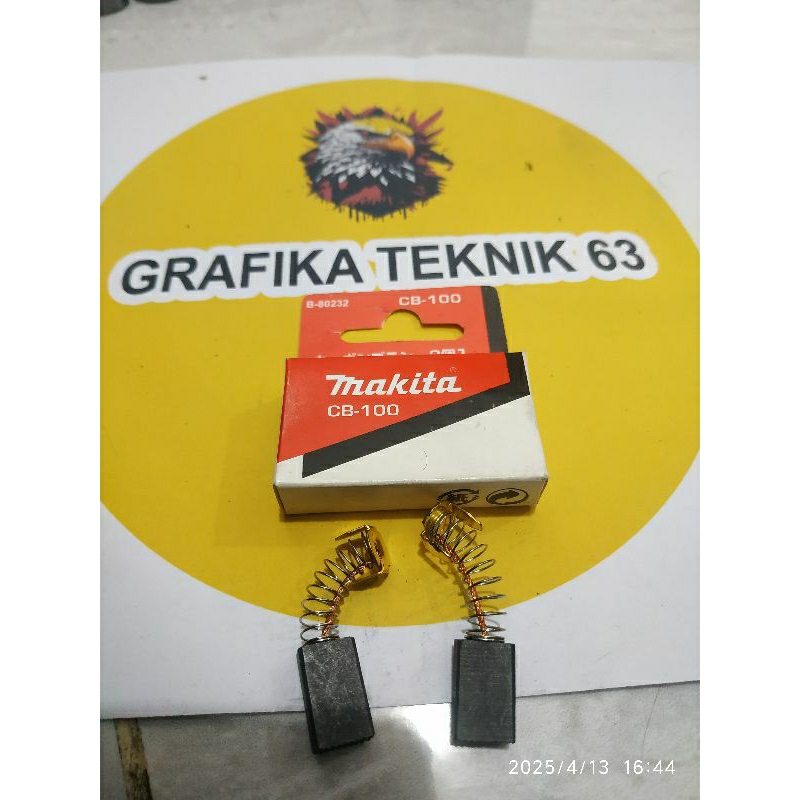 GRAFIKA TEKNIK 63
B-80232 CB-100
makita
CB-100
2025/4/13 16:44